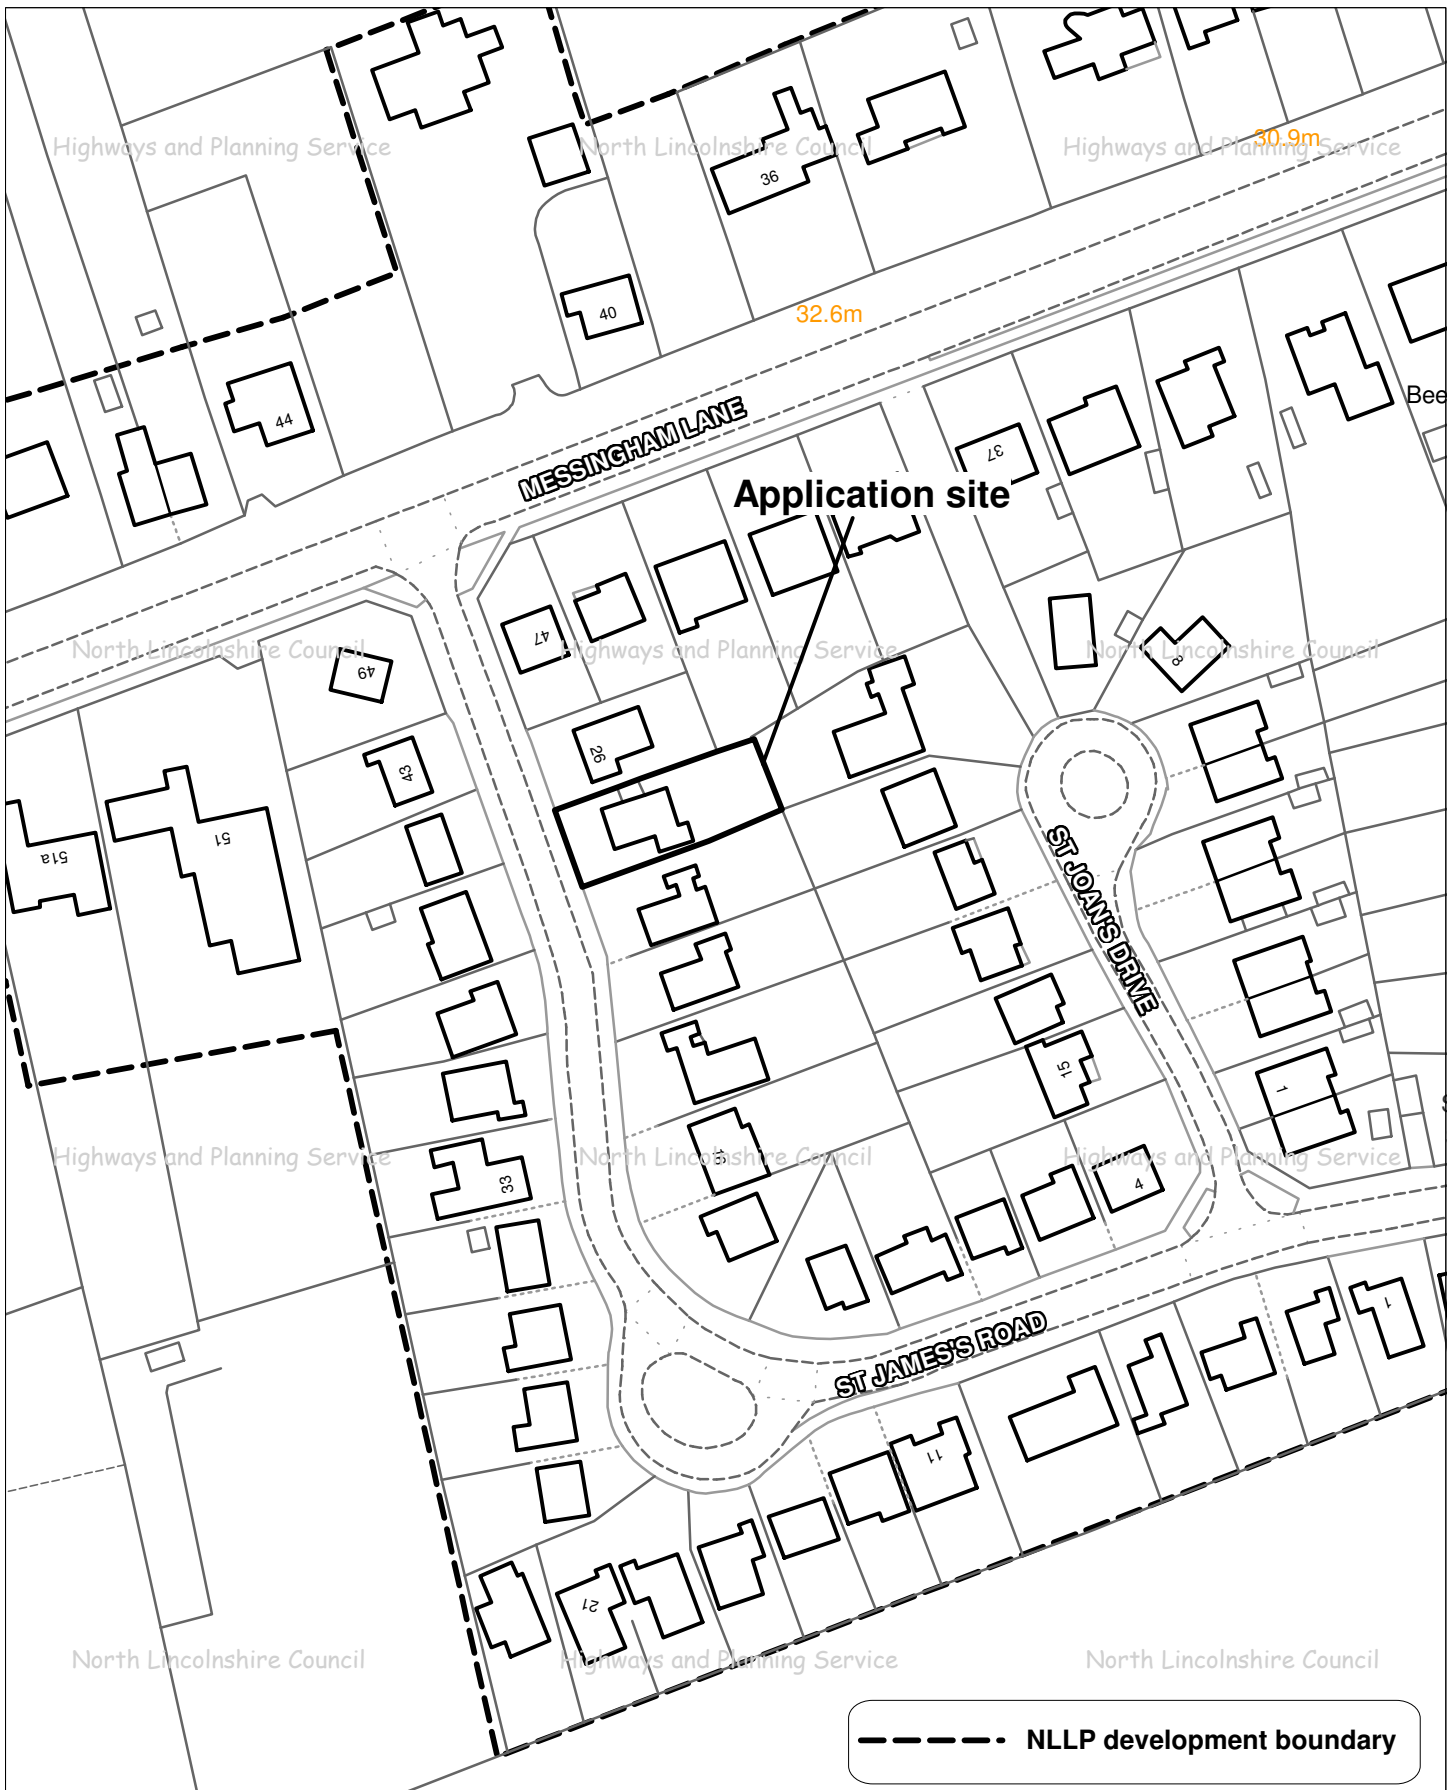 Highways and Planning Service
North Lincolnshire Council
Highways and Planning Service
30.9m
36
40
32.6m
44
Bee
MESSINGHAM LANE
37
Application site
47
North Lincolnshire Council
Highways and Planning Service
North Lincolnshire Council
49
8
26
43
51
51a
ST JOAN'S DRIVE
15
1
Highways and Planning Service
North Lincolnshire Council
Highways and Planning Service
16
33
4
ST JAMES'S ROAD
1
11
21
North Lincolnshire Council
Highways and Planning Service
North Lincolnshire Council
NLLP development boundary